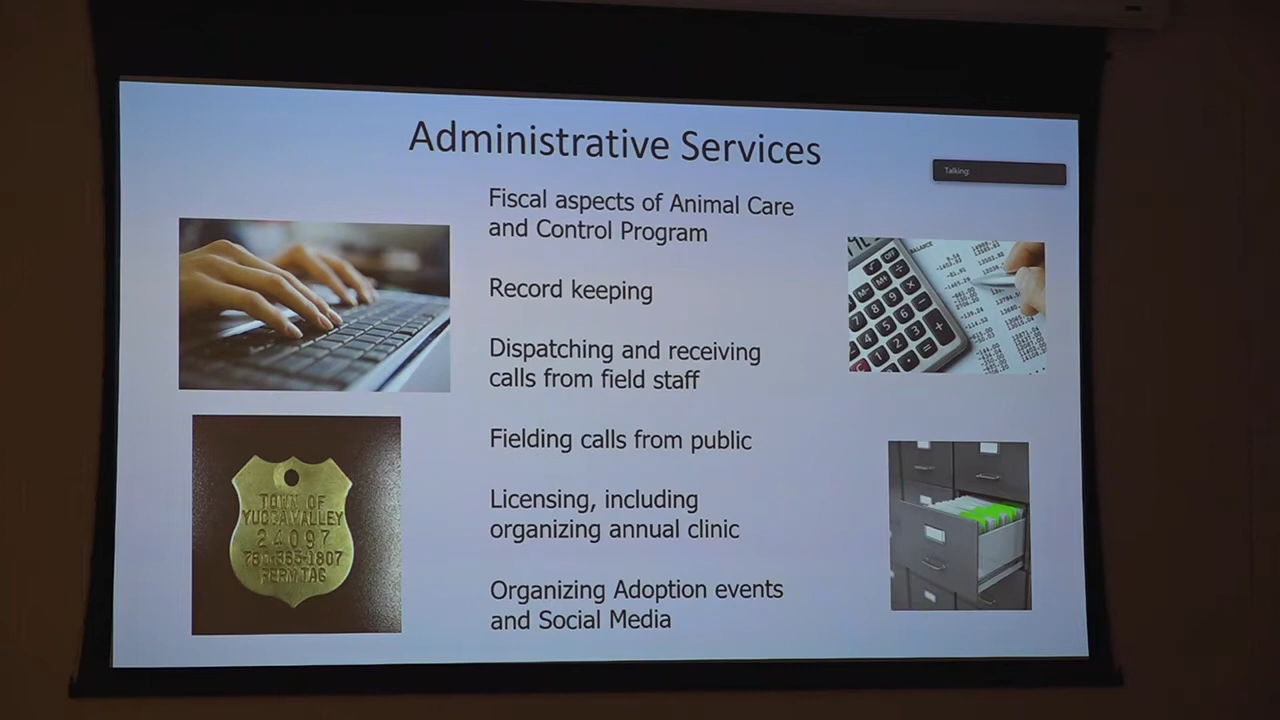 Administrative Services
Talking:
Fiscal aspects of Animal Care
and Control Program
Record keeping
Dispatching and receiving
calls from field staff
Fielding calls from public
Licensing, including
organizing annual clinic
Organizing Adoption events
and Social Media
TOWN OF
YUCCA VALLEY
24097
760-365-1807
PERM TAG
BALANCE
OFF